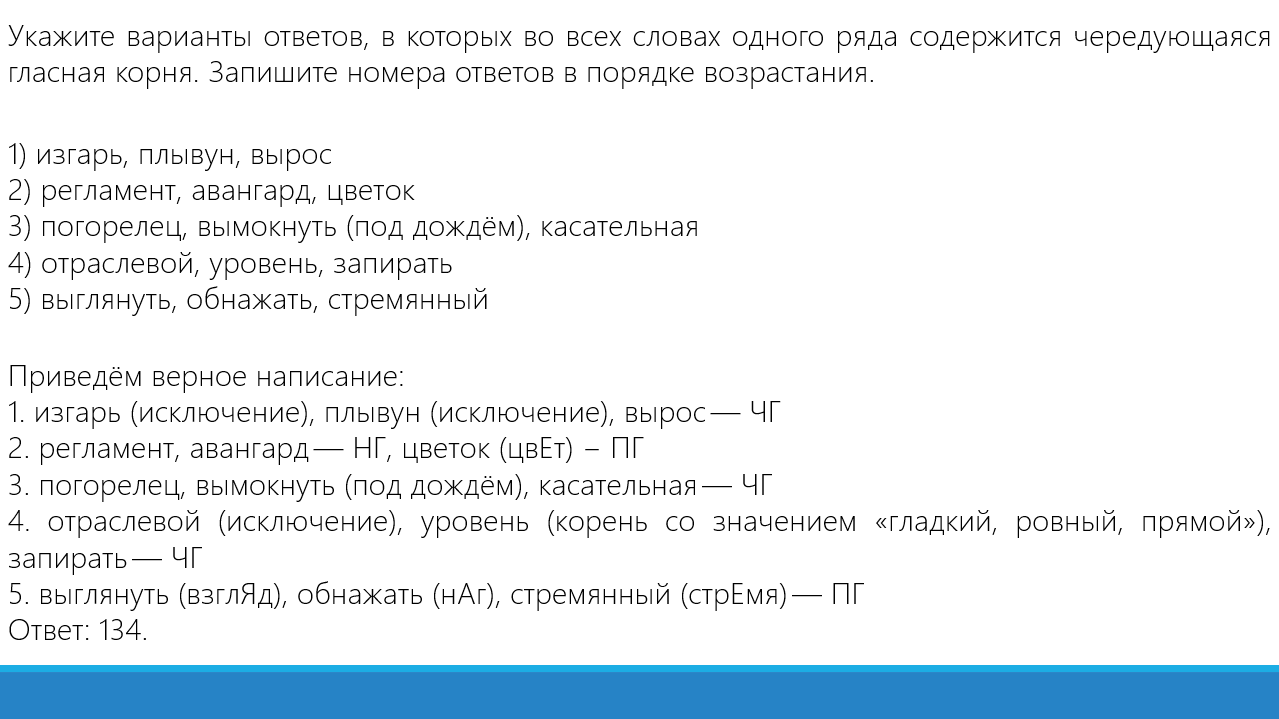 Укажите варианты ответов, в которых во всех словах одного ряда содержится чередующаяся
гласная корня. Запишите номера ответов в порядке возрастания.
1) изгарь, плывун, вырос
2) регламент, авангард, цветок
3) погорелец, вымокнуть (под дождём), касательная
4) отраслевой, уровень, запирать
5) выглянуть, обнажать, стремянный
Приведём верное написание:
1. изгарь (исключение), плывун (исключение), вырос — ЧГ
2. регламент, авангард — НГ, цветок (цвЕт) – ПГ
3. погорелец, вымокнуть (под дождём), касательная — ЧГ
4. отраслевой (исключение), уровень (корень со значением «гладкий, ровный, прямой»),
запирать — ЧГ
5. выглянуть (взглЯд), обнажать (нАг), стремянный (стрЕмя) — ПГ
Ответ: 134.